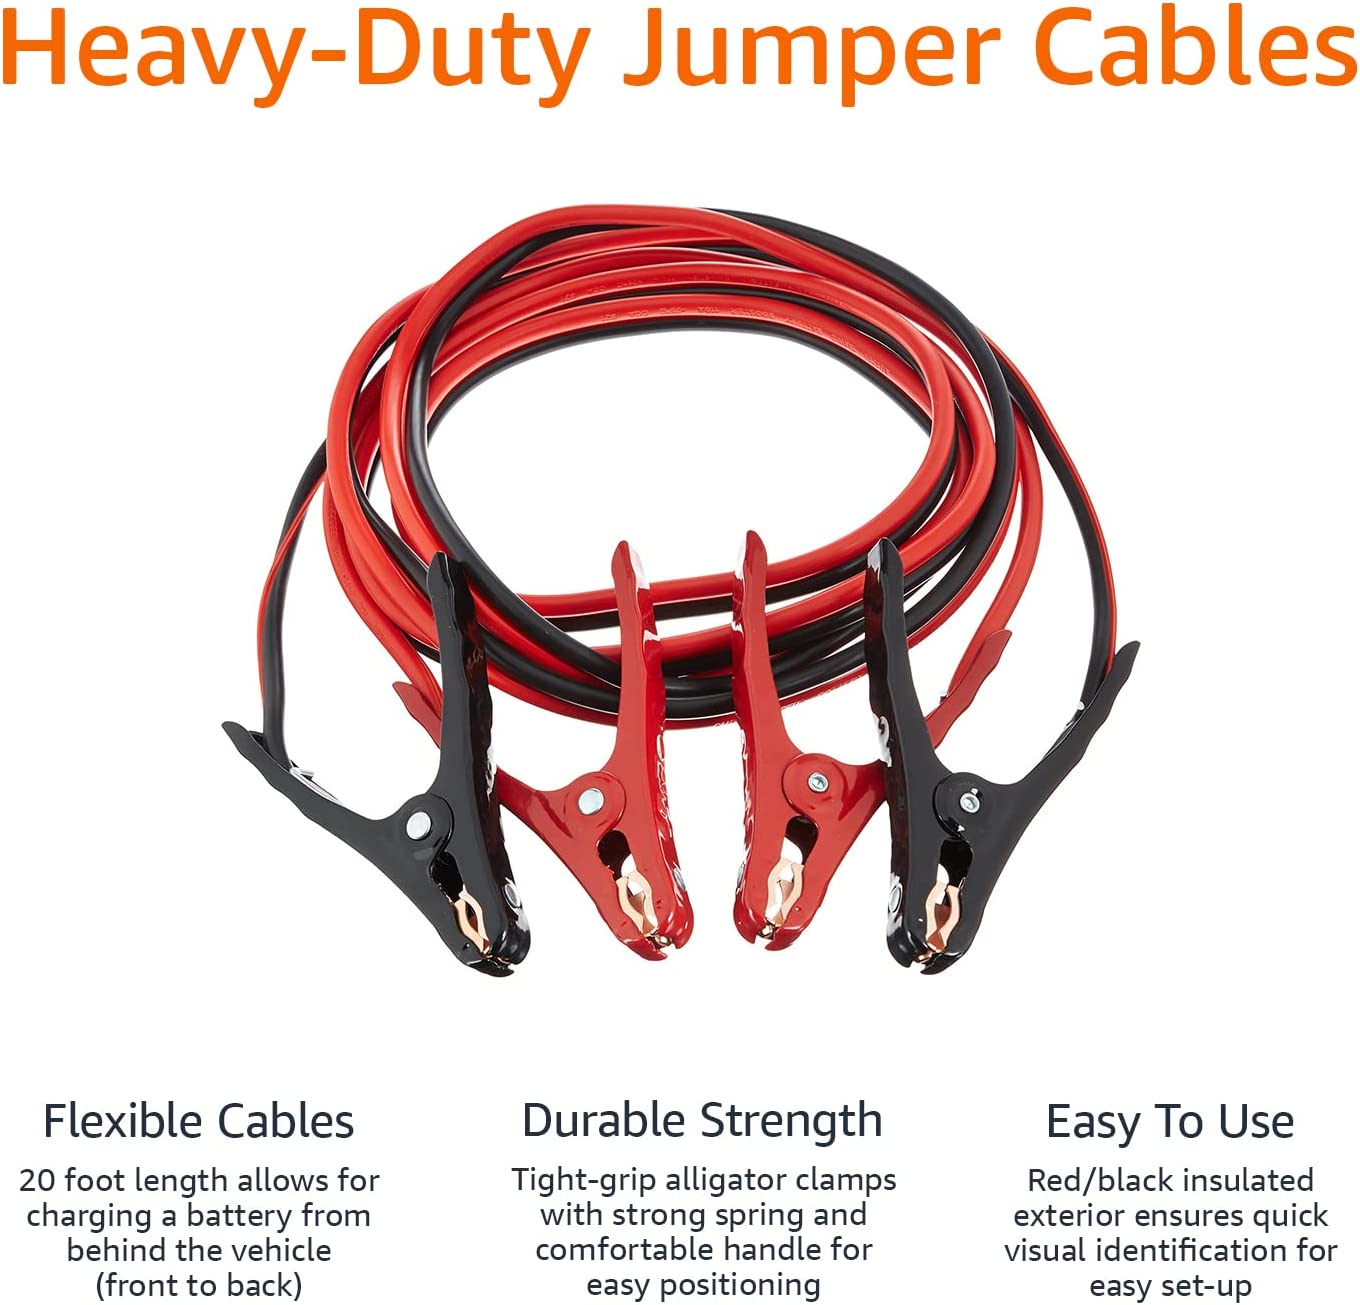 Heavy-Duty Jumper Cables
Flexible Cables
20 foot length allows for
charging a battery from
behind the vehicle
(front to back)
Durable Strength
Tight-grip alligator clamps
with strong spring and
comfortable handle for
easy positioning
Easy To Use
Red/black insulated
exterior ensures quick
visual identification for
easy set-up